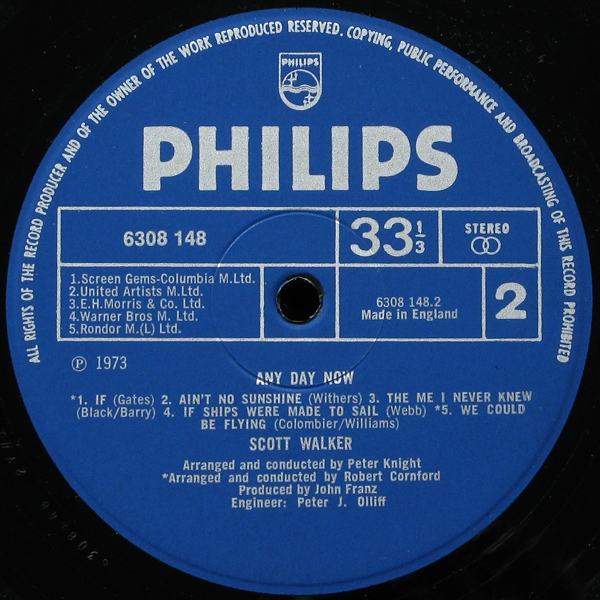 ALL RIGHTS OF THE RECORD PRODUCER AND OF THE OWNER OF THE WORK REPRODUCED RESERVED. COPYING, PUBLIC PERFORMANCE AND BROADCASTING OF THIS RECORD PROHIBITED
PHILIPS
PHILIPS
6308 148
33 1/3
STEREO
1.Screen Gems-Columbia M.Ltd.
2.United Artists M.Ltd.
3.E.H.Morris & Co. Ltd.
4.Warner Bros M. Ltd.
5.Rondor M.(L) Ltd.
6308 148.2
Made in England
2
Ⓟ 1973
ANY DAY NOW
*1. IF (Gates) 2. AIN'T NO SUNSHINE (Withers) 3. THE ME I NEVER KNEW
(Black/Barry) 4. IF SHIPS WERE MADE TO SAIL (Webb) *5. WE COULD
BE FLYING (Colombier/Williams)
SCOTT WALKER
Arranged and conducted by Peter Knight
*Arranged and conducted by Robert Cornford
Produced by John Franz
Engineer: Peter J. Olliff